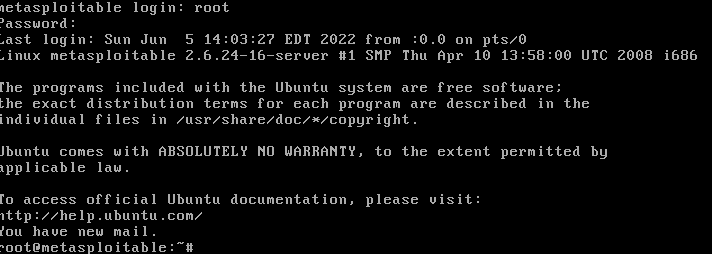 metasploitable login: root
Password:
Last login: Sun Jun  5 14:03:27 EDT 2022 from :0.0 on pts/0
Linux metasploitable 2.6.24-16-server #1 SMP Thu Apr 10 13:58:00 UTC 2008 i686
The programs included with the Ubuntu system are free software;
the exact distribution terms for each program are described in the
individual files in /usr/share/doc/*/copyright.
Ubuntu comes with ABSOLUTELY NO WARRANTY, to the extent permitted by
applicable law.
To access official Ubuntu documentation, please visit:
http://help.ubuntu.com/
You have new mail.
root@metasploitable:~#